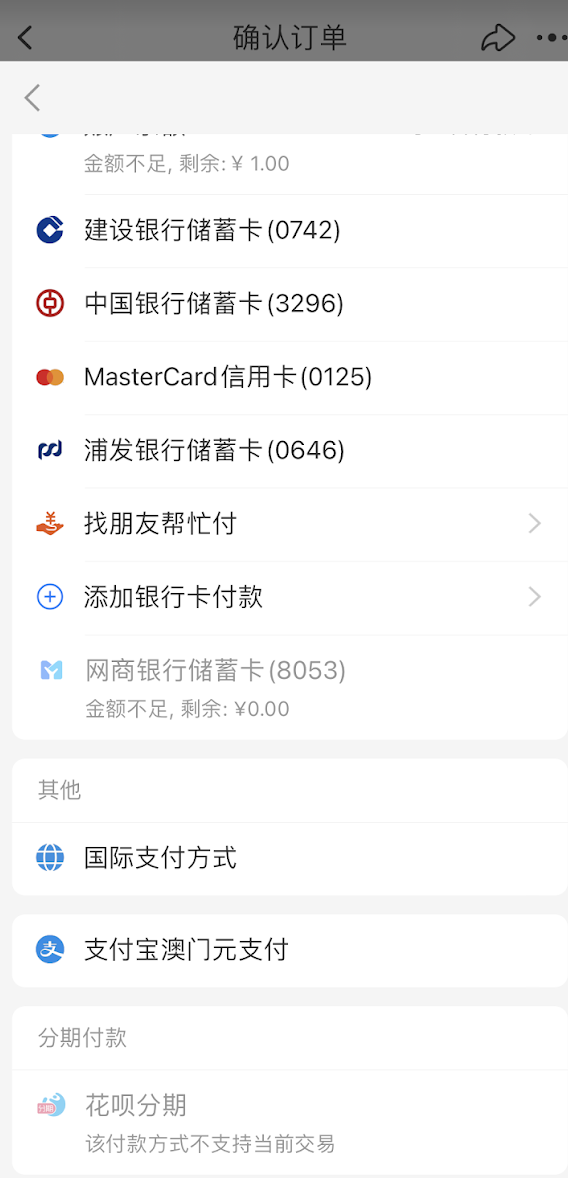 确认订单
金额不足, 剩余: ¥ 1.00
建设银行储蓄卡(0742)
中国银行储蓄卡(3296)
MasterCard信用卡(0125)
浦发银行储蓄卡(0646)
找朋友帮忙付
添加银行卡付款
网商银行储蓄卡(8053)
金额不足, 剩余: ¥0.00
其他
国际支付方式
支付宝澳门元支付
分期付款
分期
花呗分期
该付款方式不支持当前交易